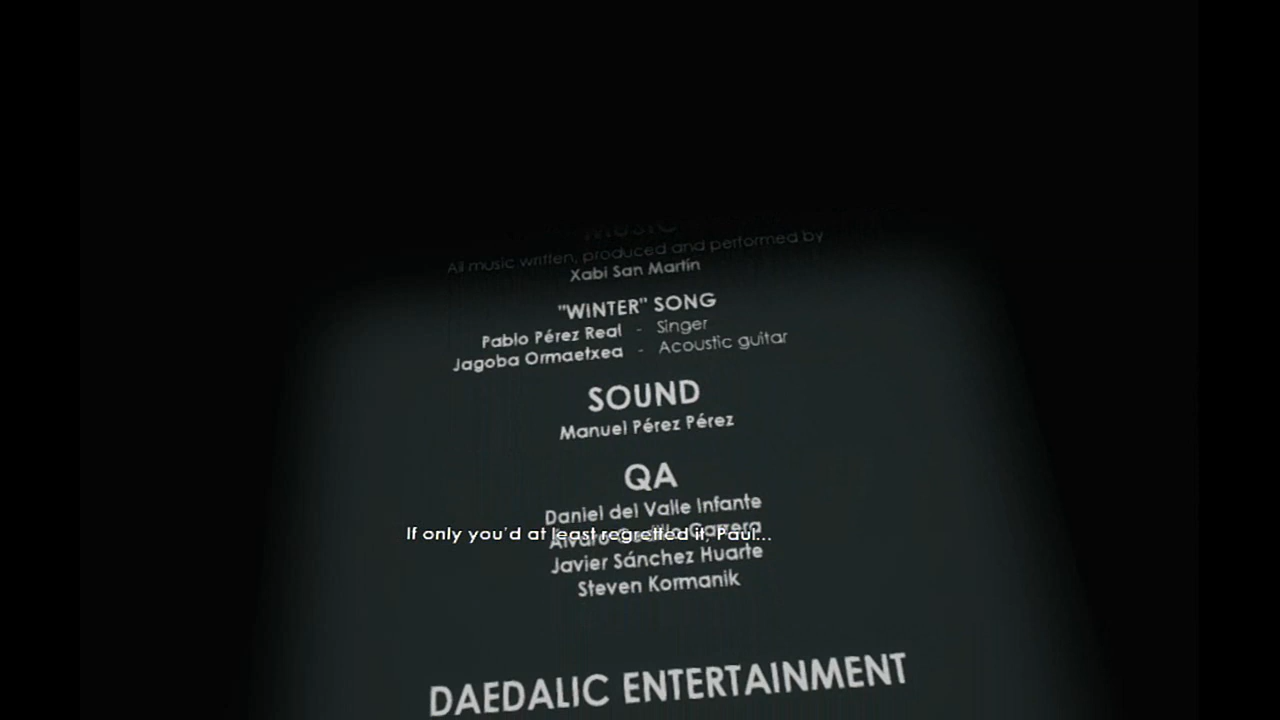 MUSIC
All music written, produced and performed by
Xabi San Martín
"WINTER" SONG
Pablo Pérez Real - Singer
Jagoba Ormaetxea - Acoustic guitar
SOUND
Manuel Pérez Pérez
QA
Daniel del Valle Infante
If only you'd at least regretted it, Paul...
Javier Sánchez Huarte
Steven Kormanik
DAEDALIC ENTERTAINMENT